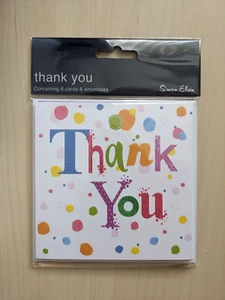 thank you
Containing 6 cards & envelopes
Simon Elvin
Thank
You